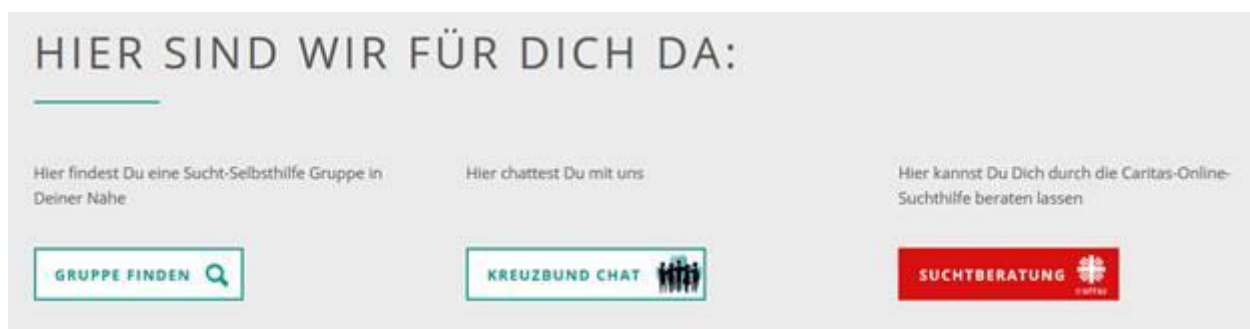 HIER SIND WIR FÜR DICH DA:
Hier findest Du eine Sucht-Selbsthilfe Gruppe in
Deiner Nähe
GRUPPE FINDEN
Hier chattest Du mit uns
KREUZBUND CHAT
Hier kannst Du Dich durch die Caritas-Online-
Suchthilfe beraten lassen
SUCHTBERATUNG
caritas